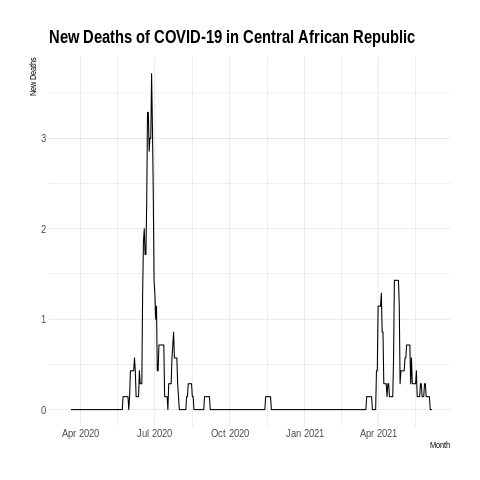 New Deaths of COVID-19 in Central African Republic
New Deaths
3
2
1
0
Apr 2020 Jul 2020 Oct 2020 Jan 2021 Apr 2021
Month